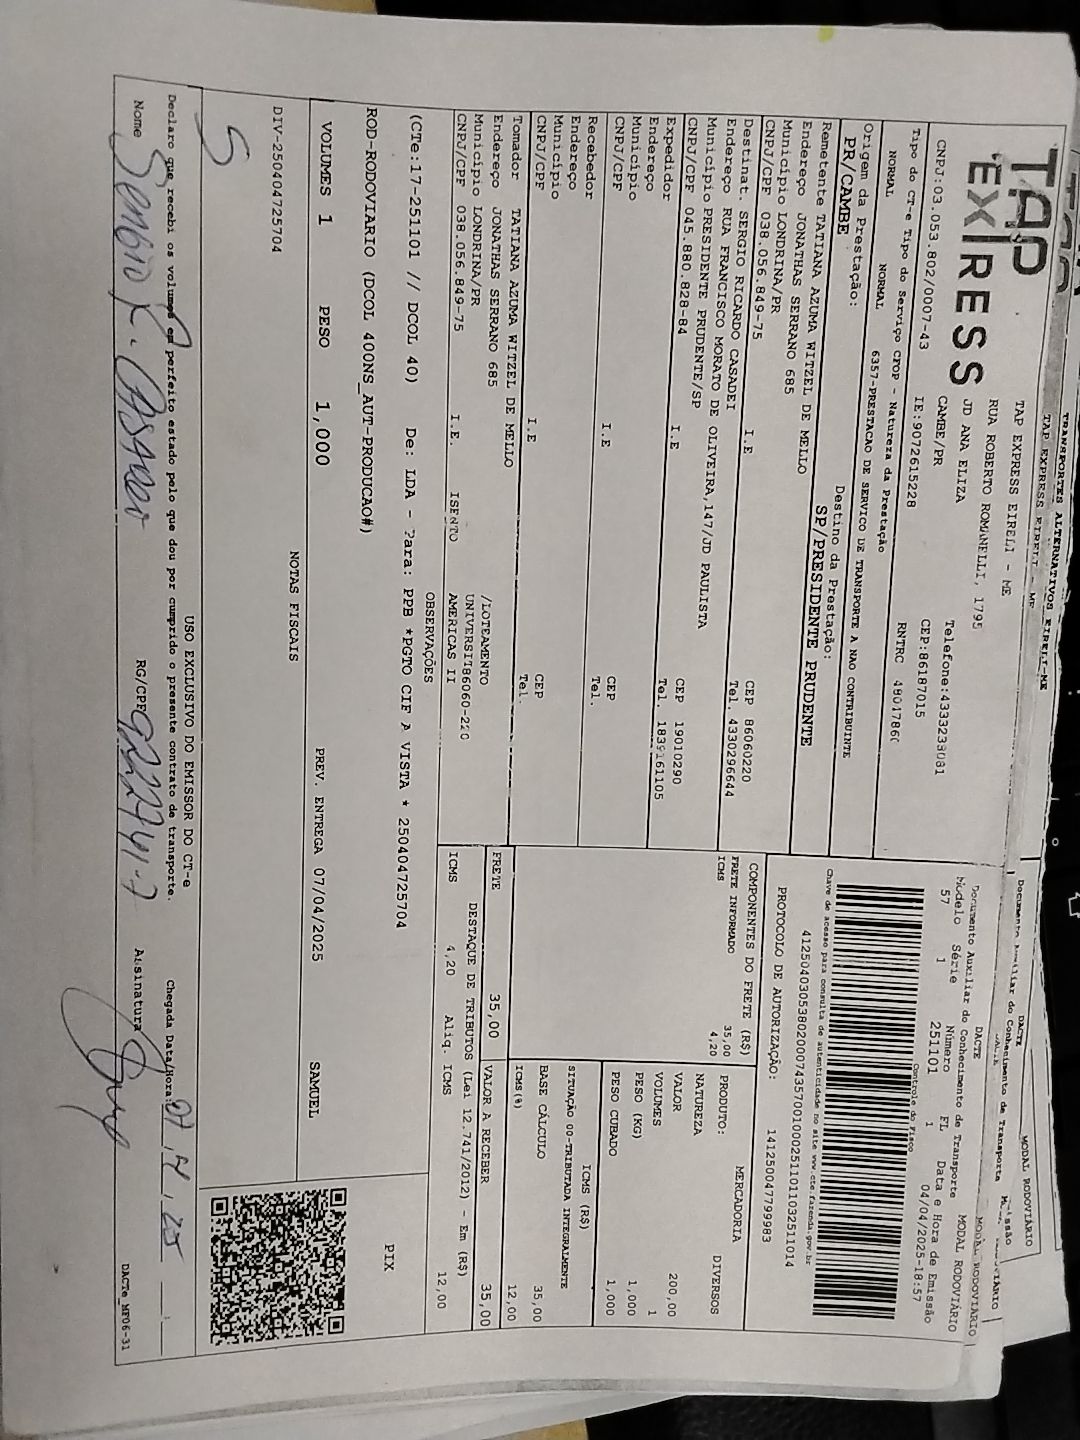 TRANSPORTES ALTERNATIVOS EIRELI-ME
TAP EXPRESS EIRELI - ME
MODAL RODOVIÁRIO
DACTE
Documento Auxiliar do Conhecimento de Transporte
TAP
EX/RESS
TAP EXPRESS EIRELI - ME
RUA ROBERTO ROMANELLI, 1795
JD ANA ELIZA
CAMBE/PR
Telefone:4333233081
CNPJ:03.053.802/0007-43 IE:9072615228 CEP:86187015
RNTRC 48017860
DACTE
Documento Auxiliar do Conhecimento de Transporte MODAL RODOVIÁRIO
Modelo Série Número FL Data e Hora de Emissão
57 1 251101 1 04/04/2025-18:57
Controle do Fisco
Tipo do CT-e Tipo do Serviço CFOP - Natureza da Prestação
NORMAL NORMAL 6357-PRESTACAO DE SERVICO DE TRANSPORTE A NAO CONTRIBUINTE
Chave de acesso para consulta de autenticidade no site www.cte.fazenda.gov.br
41250403053802000743570010002511011032511014
PROTOCOLO DE AUTORIZAÇÃO: 141250047799983
Origem da Prestação: Destino da Prestação:
PR/CAMBE SP/PRESIDENTE PRUDENTE
Remetente TATIANA AZUMA WITZEL DE MELLO
Endereço JONATHAS SERRANO 685
Município LONDRINA/PR CEP 86060220
CNPJ/CPF 038.056.849-75 I.E Tel. 4330296644
Destinat. SERGIO RICARDO CASADEI
Endereço RUA FRANCISCO MORATO DE OLIVEIRA,147/JD PAULISTA
Município PRESIDENTE PRUDENTE/SP CEP 19010290
CNPJ/CPF 045.880.828-84 I.E Tel. 1839161105
Expedidor
Endereço
Município CEP
CNPJ/CPF I.E Tel.
Recebedor
Endereço
Município CEP
CNPJ/CPF I.E Tel.
Tomador TATIANA AZUMA WITZEL DE MELLO
Endereço JONATHAS SERRANO 685 /LOTEAMENTO
Município LONDRINA/PR UNIVERSIT86060-220
CNPJ/CPF 038.056.849-75 I.E. ISENTO AMERICAS II
COMPONENTES DO FRETE (R$)
FRETE INFORMADO 35,00
ICMS 4,20
MERCADORIA
PRODUTO: DIVERSOS
NATUREZA
VALOR 200,00
VOLUMES 1
PESO (KG) 1,000
PESO CUBADO 1,000
ICMS (R$)
SITUAÇÃO 00-TRIBUTADA INTEGRALMENTE
BASE CÁLCULO 35,00
ICMS(%) 12,00
FRETE 35,00 VALOR A RECEBER 35,00
DESTAQUE DE TRIBUTOS (Lei 12.741/2012) - Em (R$)
ICMS 4,20 Aliq. ICMS 12,00
OBSERVAÇÕES
(CTe:17-251101 // DCOL 40) De: LDA - Para: PPB *PGTO CIF A VISTA * 250404725704
ROD-RODOVIARIO (DCOL 400NS_AUT-PRODUCAO#)
PIX
VOLUMES 1 PESO 1,000 PREV. ENTREGA 07/04/2025 SAMUEL
NOTAS FISCAIS
DIV-250404725704
USO EXCLUSIVO DO EMISSOR DO CT-e
Declaro que recebi os volumes em perfeito estado pelo que dou por cumprido o presente contrato de transporte. Chegada Data/Hora:
Nome RG/CPF Assinatura
DACTe_MF06-31